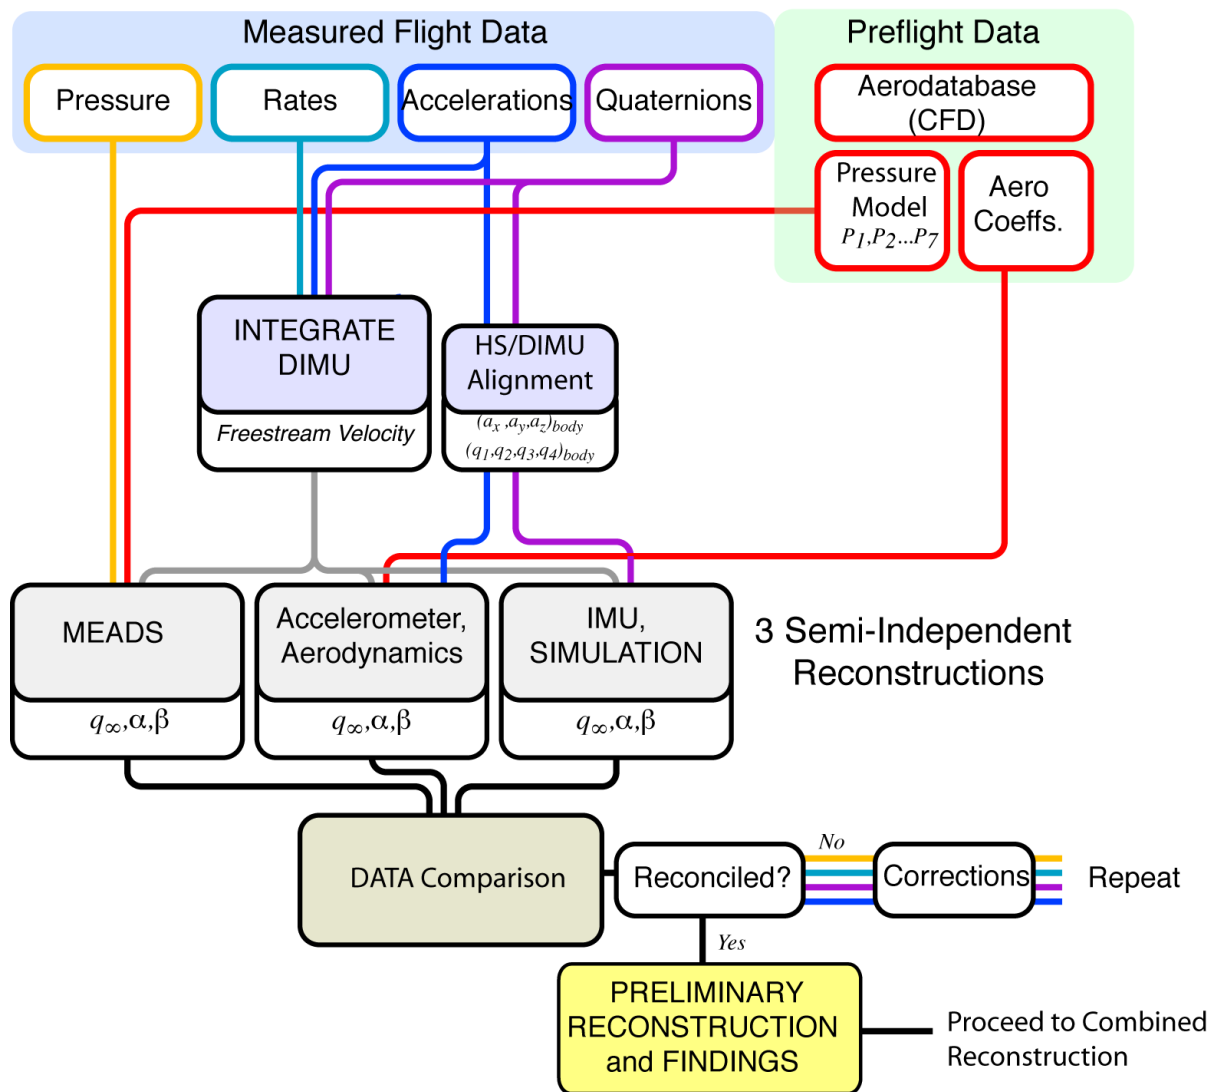 Measured Flight Data
Preflight Data
Pressure
Rates
Accelerations
Quaternions
Aerodatabase
(CFD)
Pressure
Model
P1,P2...P7
Aero
Coeffs.
INTEGRATE
DIMU
Freestream Velocity
HS/DIMU
Alignment
(ax ,ay,az)body
(q1,q2,q3,q4)body
MEADS
q∞,α,β
Accelerometer,
Aerodynamics
q∞,α,β
IMU,
SIMULATION
q∞,α,β
3 Semi-Independent
Reconstructions
DATA Comparison
Reconciled?
No
Corrections
Repeat
Yes
PRELIMINARY
RECONSTRUCTION
and FINDINGS
Proceed to Combined
Reconstruction